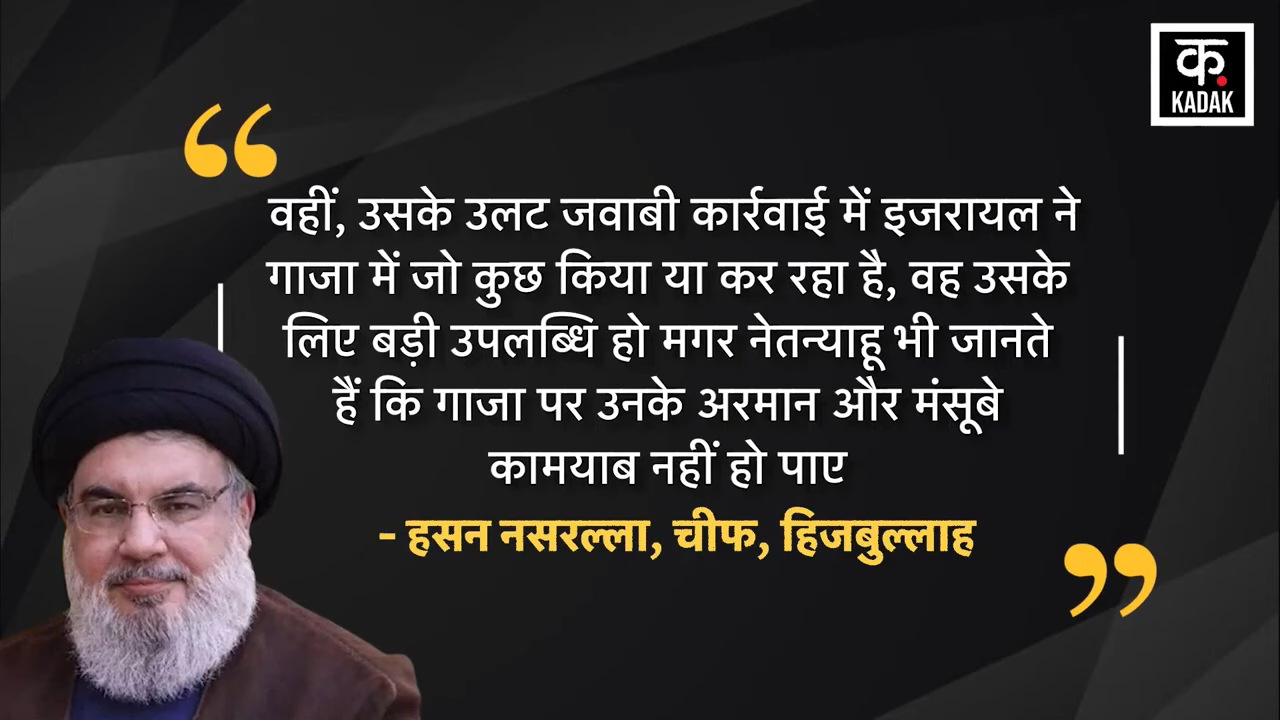 क.
KADAK
“
वहीं, उसके उलट जवाबी कार्रवाई में इजरायल ने
गाजा में जो कुछ किया या कर रहा है, वह उसके
लिए बड़ी उपलब्धि हो मगर नेतन्याहू भी जानते
हैं कि गाजा पर उनके अरमान और मंसूबे
कामयाब नहीं हो पाए
- हसन नसरल्ला, चीफ, हिजबुल्लाह
”